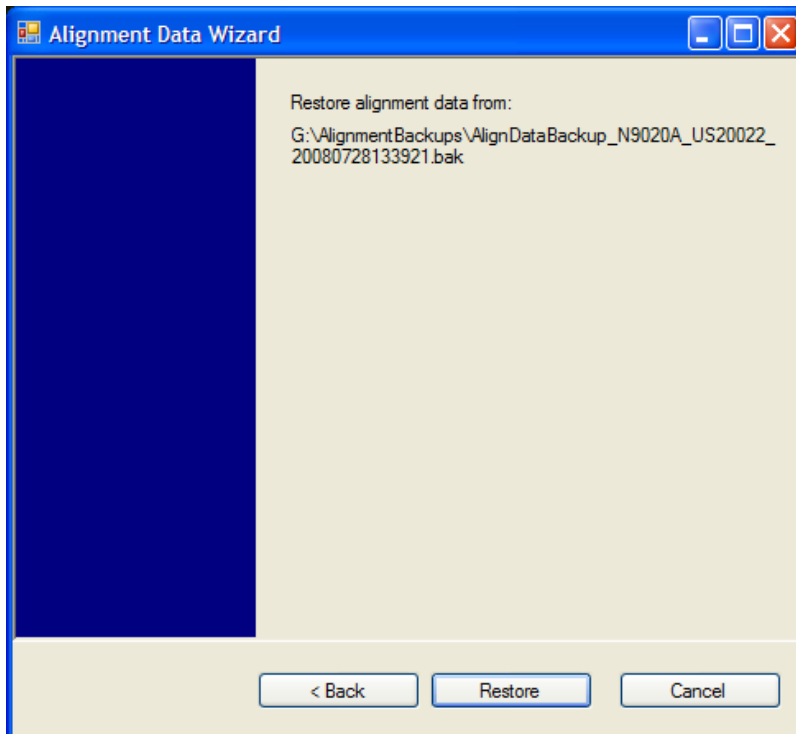 Alignment Data Wizard
Restore alignment data from:
G:\AlignmentBackups\AlignDataBackup_N9020A_US20022_
20080728133921.bak
< Back
Restore
Cancel